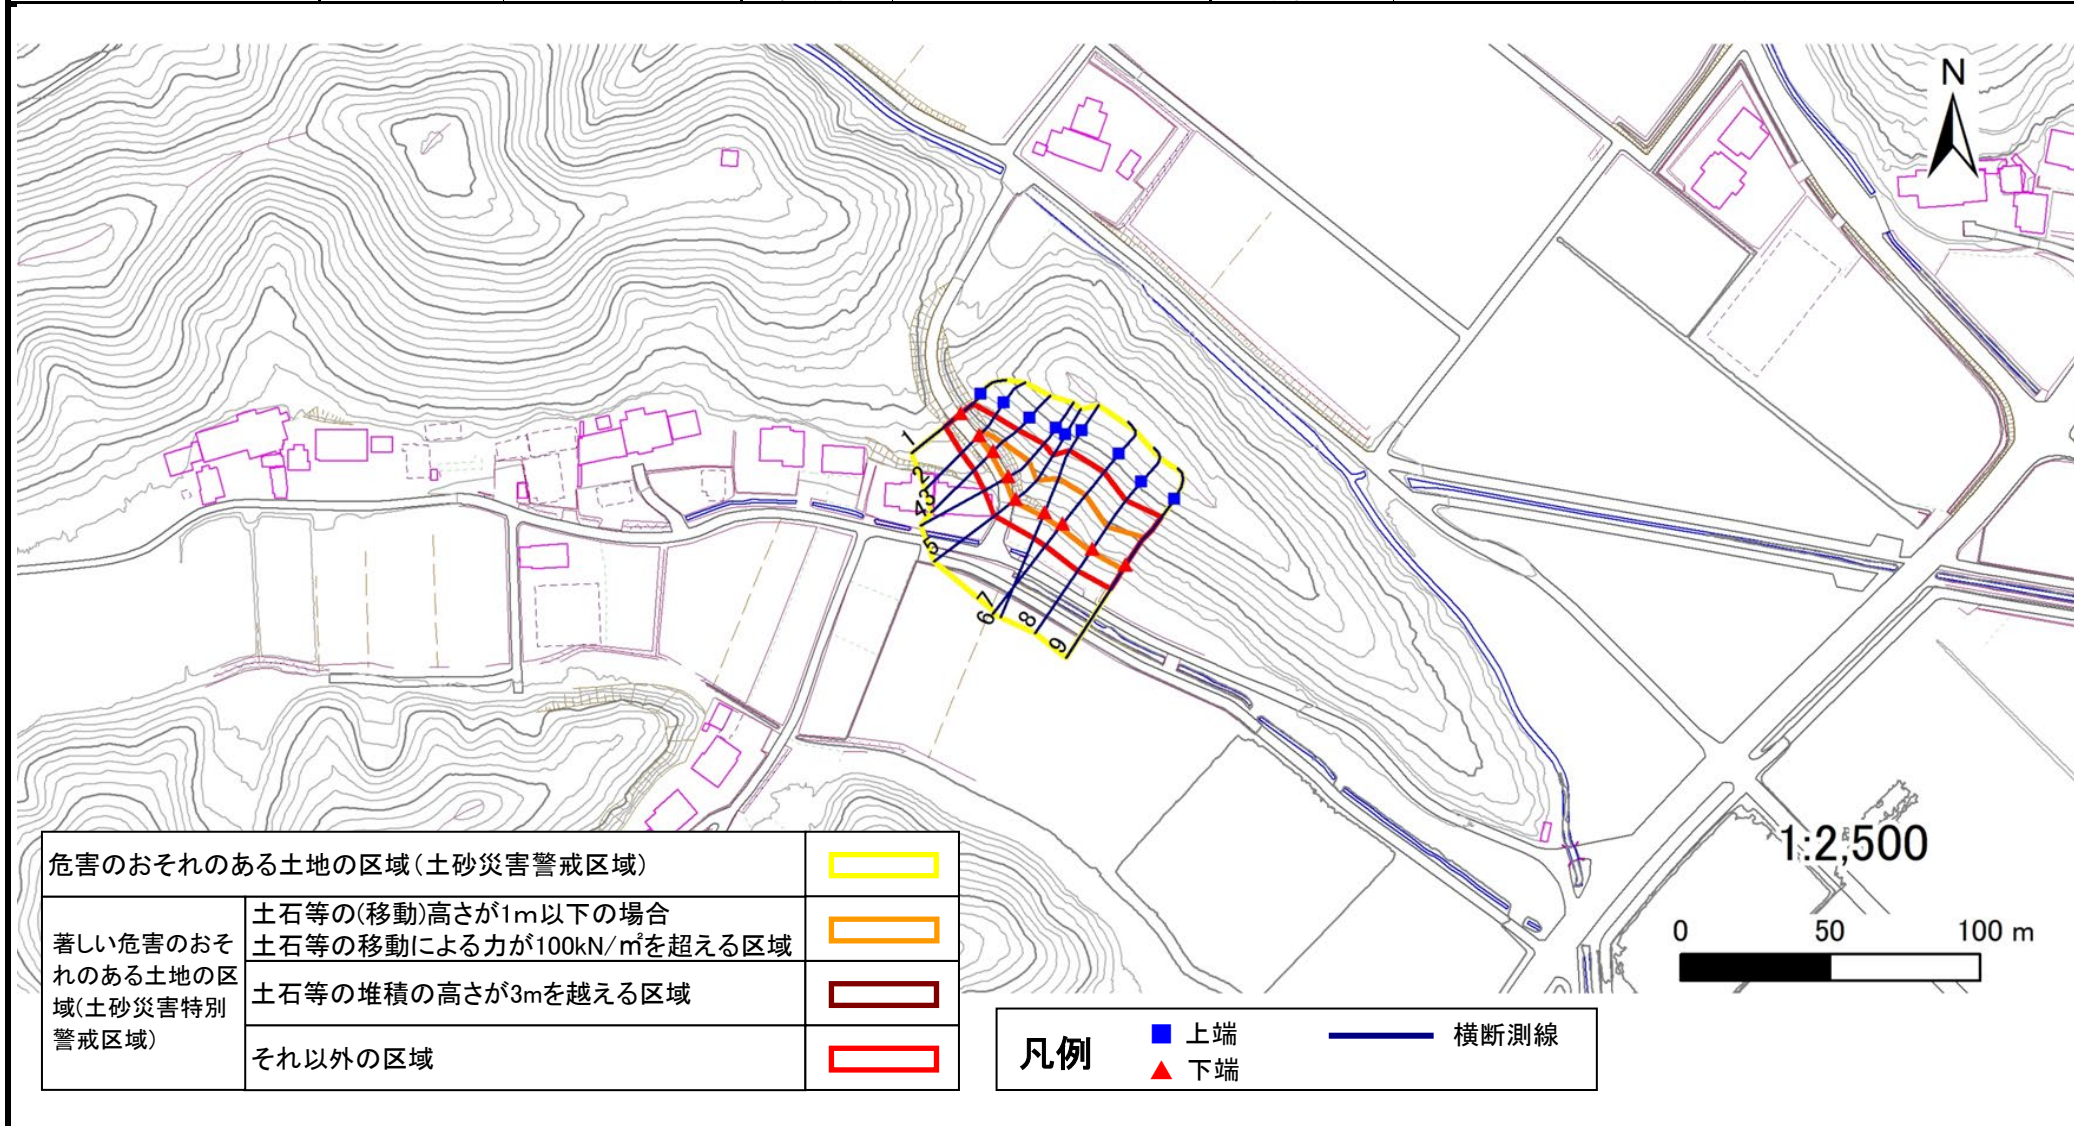 N
1
2
3
4
5
6
7
8
9
1:2,500
0 50 100 m
危害のおそれのある土地の区域(土砂災害警戒区域)
著しい危害のおそ
れのある土地の区
域(土砂災害特別
警戒区域)
土石等の(移動)高さが1m以下の場合
土石等の移動による力が100kN/㎡を超える区域
土石等の堆積の高さが3mを越える区域
それ以外の区域
凡例
上端
下端
横断測線